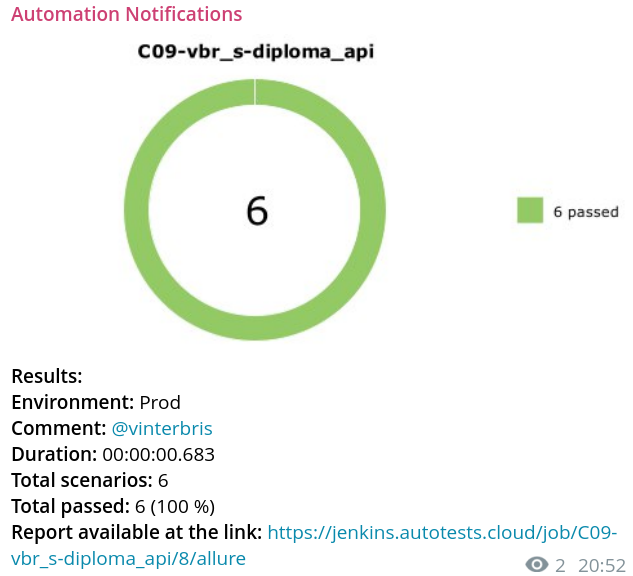 Automation Notifications
C09-vbr_s-diploma_api
6
6 passed
Results:
Environment: Prod
Comment: @vinterbris
Duration: 00:00:00.683
Total scenarios: 6
Total passed: 6 (100 %)
Report available at the link: https://jenkins.autotests.cloud/job/C09-
vbr_s-diploma_api/8/allure
2 20:52